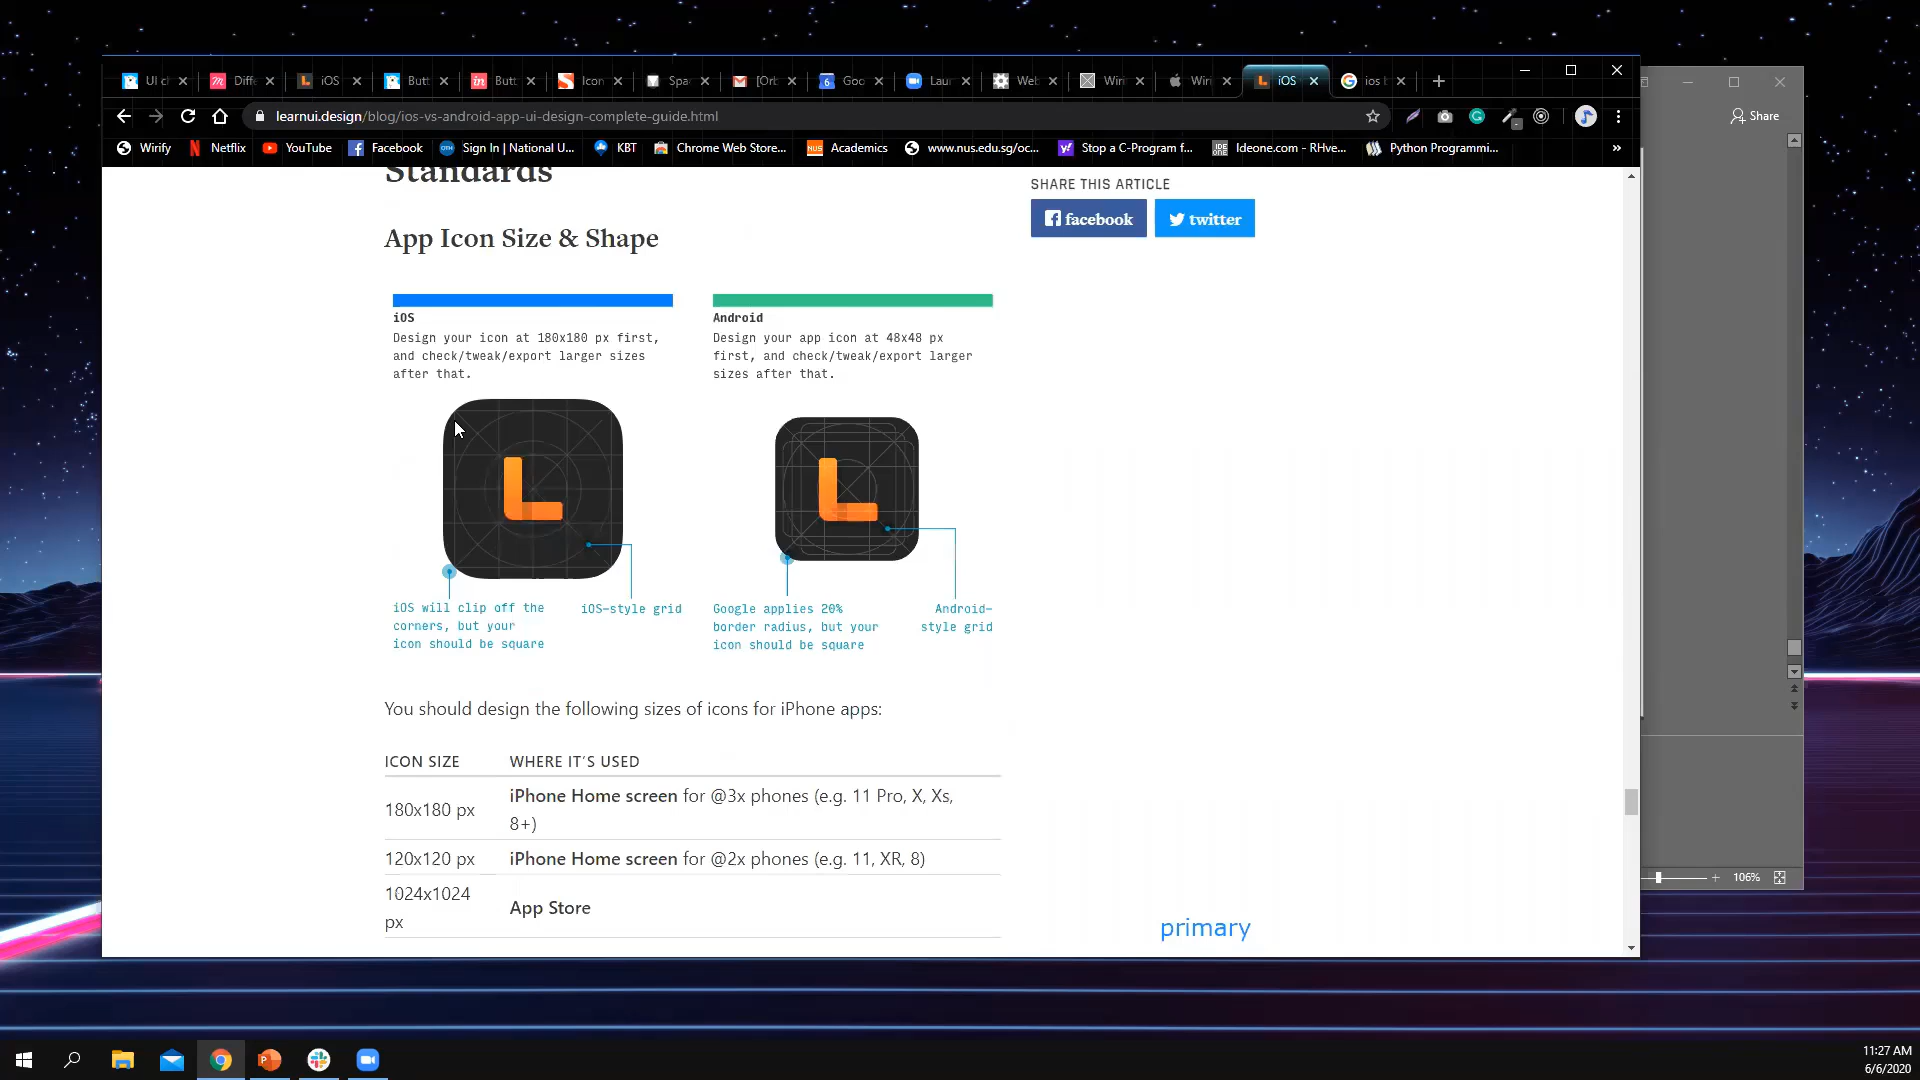 UI cl
Diff
iOS
Butt
Butt
Icon
Spa
[Orb
Goo
Lau
Web
Wiri
Wiri
iOS
ios l
learnui.design/blog/ios-vs-android-app-ui-design-complete-guide.html
Share
Wirify
Netflix
YouTube
Facebook
Sign In | National U...
KBT
Chrome Web Store...
Academics
www.nus.edu.sg/oc...
Stop a C-Program f...
Ideone.com - RHve...
Python Programmi...
»
Standards
SHARE THIS ARTICLE
facebook
twitter
App Icon Size & Shape
iOS
Design your icon at 180x180 px first,
and check/tweak/export larger sizes
after that.
Android
Design your app icon at 48x48 px
first, and check/tweak/export larger
sizes after that.
iOS will clip off the
corners, but your
icon should be square
iOS-style grid
Google applies 20%
border radius, but your
icon should be square
Android-
style grid
You should design the following sizes of icons for iPhone apps:
ICON SIZE WHERE IT'S USED
180x180 px
iPhone Home screen for @3x phones (e.g. 11 Pro, X, Xs,
8+)
120x120 px iPhone Home screen for @2x phones (e.g. 11, XR, 8)
1024x1024
px
App Store
primary
106%
11:27 AM
6/6/2020